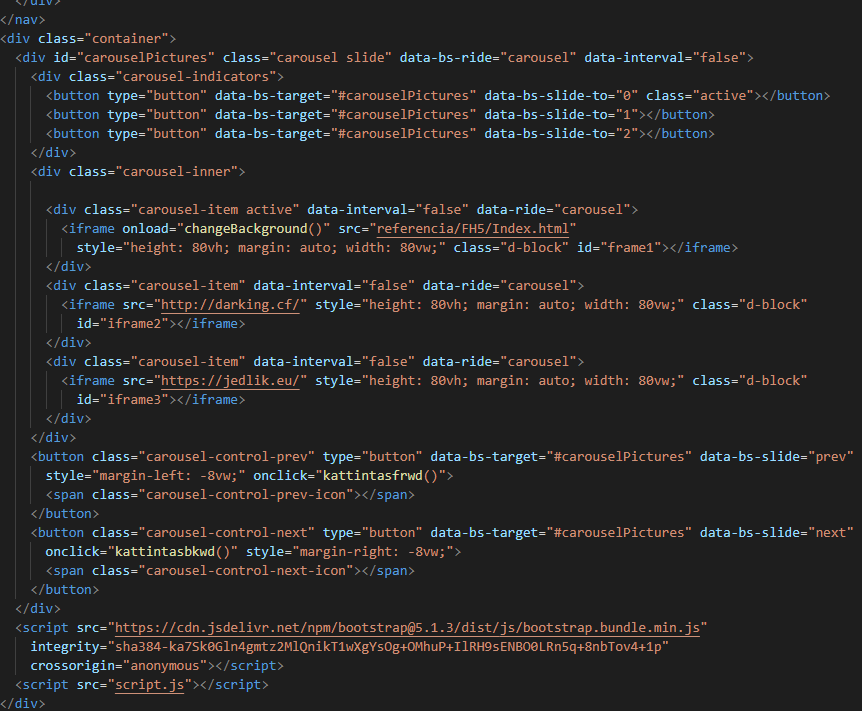 </div>
</nav>
<div class="container">
<div id="carouselPictures" class="carousel slide" data-bs-ride="carousel" data-interval="false">
<div class="carousel-indicators">
<button type="button" data-bs-target="#carouselPictures" data-bs-slide-to="0" class="active"></button>
<button type="button" data-bs-target="#carouselPictures" data-bs-slide-to="1"></button>
<button type="button" data-bs-target="#carouselPictures" data-bs-slide-to="2"></button>
</div>
<div class="carousel-inner">
<div class="carousel-item active" data-interval="false" data-ride="carousel">
<iframe onload="changeBackground()" src="referencia/FH5/Index.html"
style="height: 80vh; margin: auto; width: 80vw;" class="d-block" id="frame1"></iframe>
</div>
<div class="carousel-item" data-interval="false" data-ride="carousel">
<iframe src="http://darking.cf/" style="height: 80vh; margin: auto; width: 80vw;" class="d-block"
id="iframe2"></iframe>
</div>
<div class="carousel-item" data-interval="false" data-ride="carousel">
<iframe src="https://jedlik.eu/" style="height: 80vh; margin: auto; width: 80vw;" class="d-block"
id="iframe3"></iframe>
</div>
</div>
<button class="carousel-control-prev" type="button" data-bs-target="#carouselPictures" data-bs-slide="prev"
style="margin-left: -8vw;" onclick="kattintasfrwd()">
<span class="carousel-control-prev-icon"></span>
</button>
<button class="carousel-control-next" type="button" data-bs-target="#carouselPictures" data-bs-slide="next"
onclick="kattintasbkwd()" style="margin-right: -8vw;">
<span class="carousel-control-next-icon"></span>
</button>
</div>
<script src="https://cdn.jsdelivr.net/npm/bootstrap@5.1.3/dist/js/bootstrap.bundle.min.js"
integrity="sha384-ka7Sk0Gln4gmtz2MlQnikT1wXgYsOg+OMhuP+IlRH9sENBO0LRn5q+8nbTov4+1p"
crossorigin="anonymous"></script>
<script src="script.js"></script>
</div>